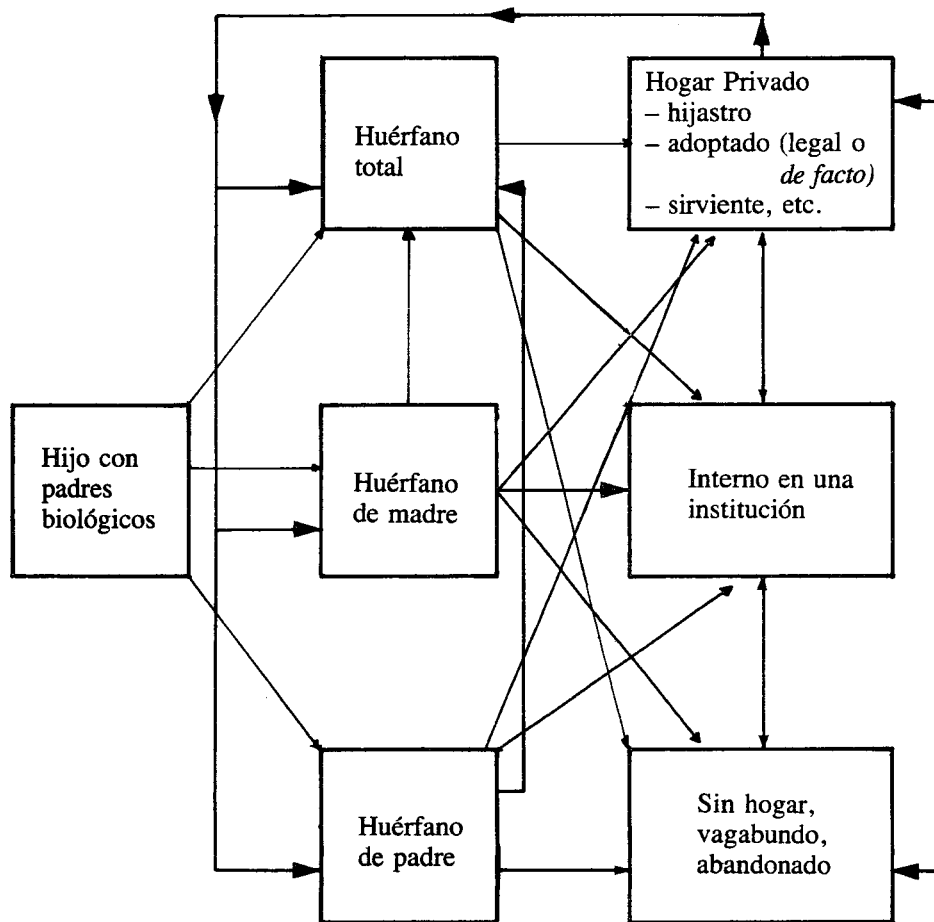 Huérfano
total
Hogar Privado
– hijastro
– adoptado (legal o
de facto)
– sirviente, etc.
Hijo con
padres
biológicos
Huérfano
de madre
Interno en una
institución
Huérfano
de padre
Sin hogar,
vagabundo,
abandonado